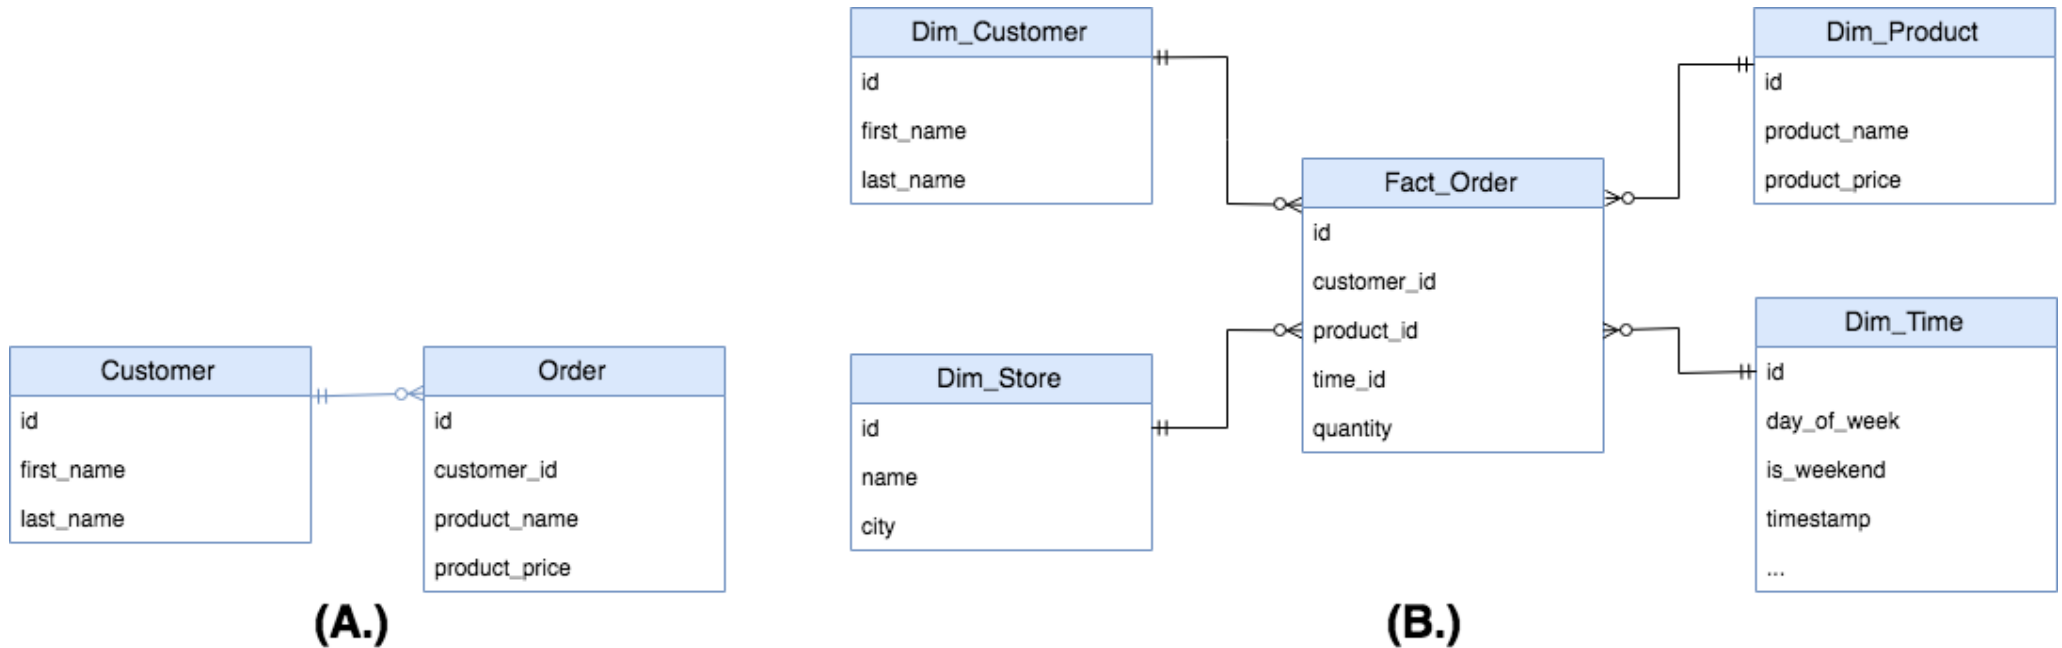 Customer
id
first_name
last_name
Order
id
customer_id
product_name
product_price
(A.)
Dim_Customer
id
first_name
last_name
Dim_Store
id
name
city
Fact_Order
id
customer_id
product_id
time_id
quantity
Dim_Product
id
product_name
product_price
Dim_Time
id
day_of_week
is_weekend
timestamp
...
(B.)